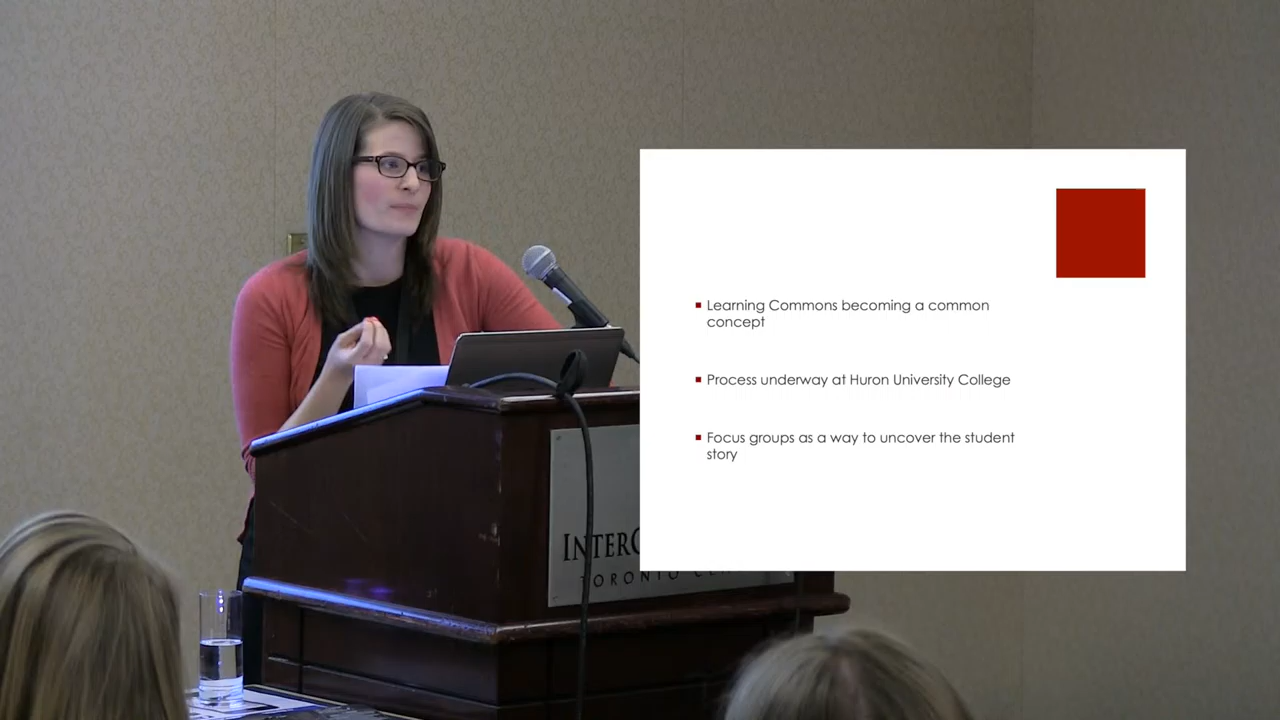 Learning Commons becoming a common
concept
Process underway at Huron University College
Focus groups as a way to uncover the student
story
TORONTO